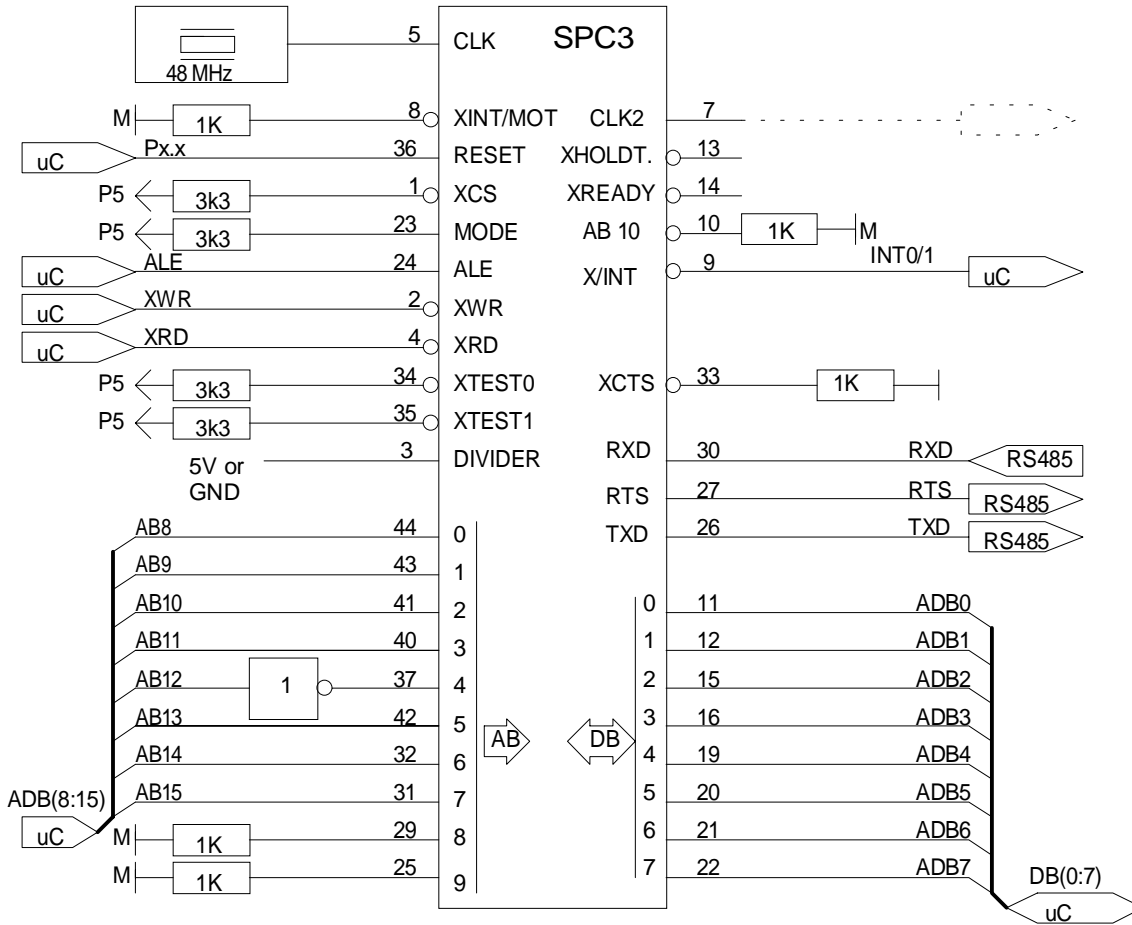 5 CLK SPC3
48 MHz
M 1K 8 XINT/MOT CLK2 7
uC Px.x 36 RESET XHOLDT. 13
P5 3k3 1 XCS XREADY 14
P5 3k3 23 MODE AB 10 10 1K M
uC ALE 24 ALE X/INT 9 INT0/1 uC
uC XWR 2 XWR
uC XRD 4 XRD
P5 3k3 34 XTEST0 XCTS 33 1K
P5 3k3 35 XTEST1
5V or 3 DIVIDER RXD 30 RXD RS485
GND
RTS 27 RTS RS485
AB8 44 0 TXD 26 TXD RS485
AB9 43 1
AB10 41 2 0 11 ADB0
AB11 40 3 1 12 ADB1
AB12 1 37 4 2 15 ADB2
AB13 42 5 AB DB 3 16 ADB3
AB14 32 6 4 19 ADB4
ADB(8:15) AB15 31 7 5 20 ADB5
uC M 1K 29 8 6 21 ADB6
M 1K 25 9 7 22 ADB7
DB(0:7)
uC